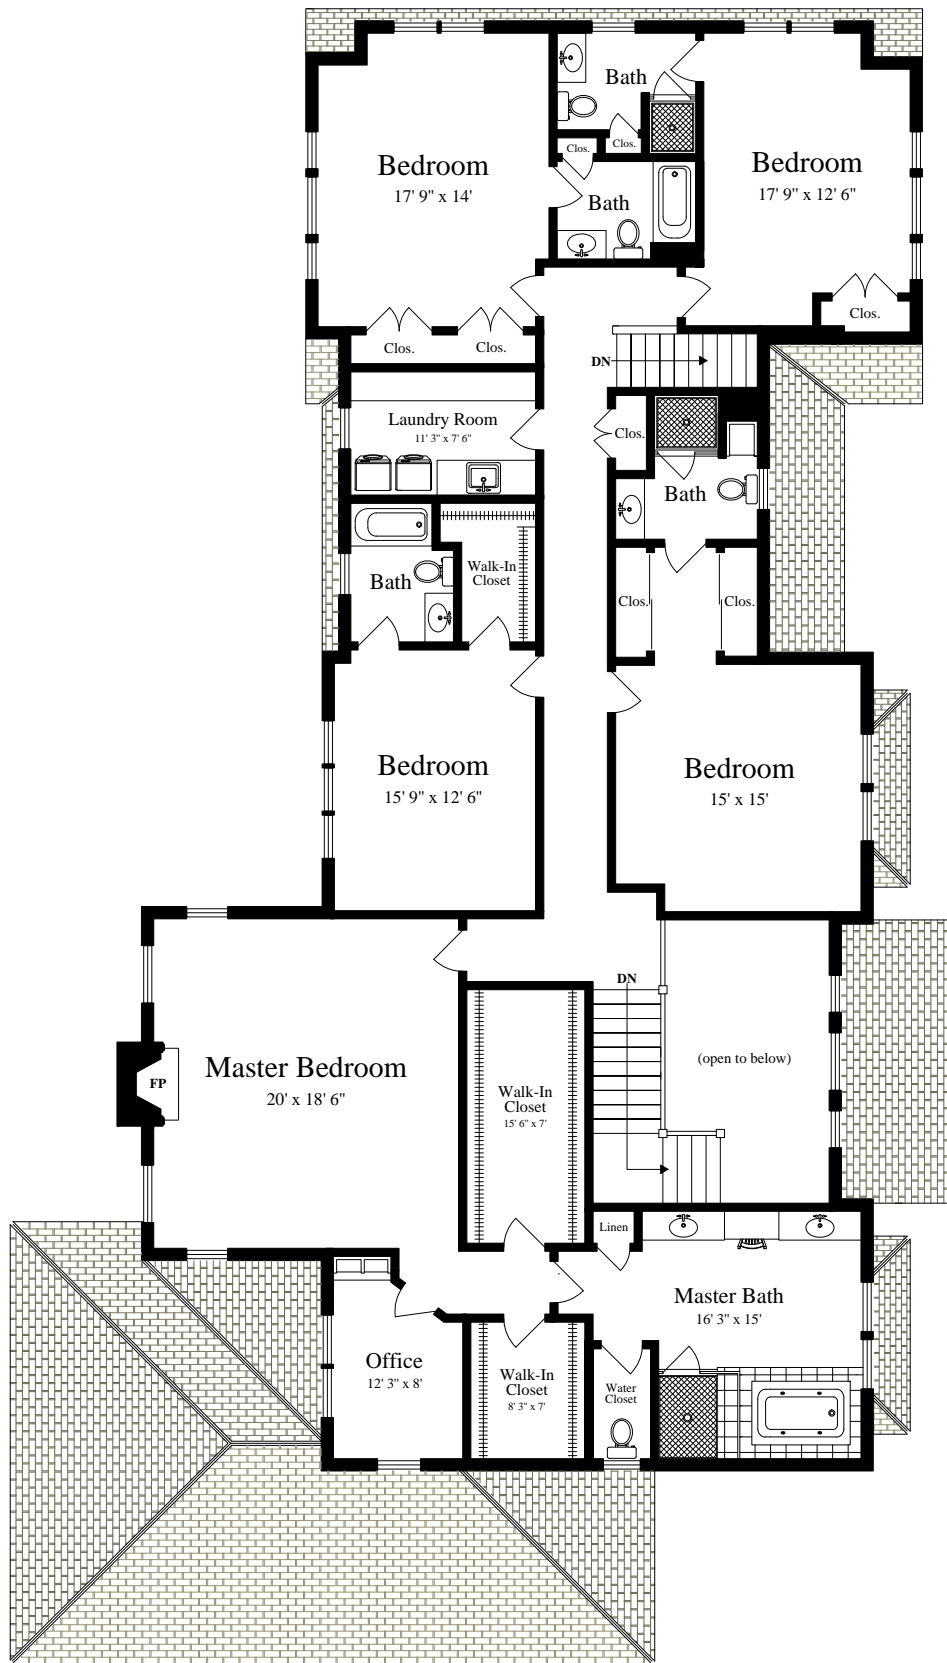 Bath
Clos.
Clos.
Bedroom
17' 9" x 14'
Bedroom
17' 9" x 12' 6"
Bath
Clos.
Clos.
Clos.
DN
Laundry Room
11' 3" x 7' 6"
Clos.
Bath
Walk-In
Closet
Bath
Clos.
Clos.
Bedroom
15' 9" x 12' 6"
Bedroom
15' x 15'
DN
(open to below)
Master Bedroom
20' x 18' 6"
FP
Walk-In
Closet
15' 6" x 7'
Linen
Master Bath
16' 3" x 15'
Office
12' 3" x 8'
Walk-In
Closet
8' 3" x 7'
Water
Closet